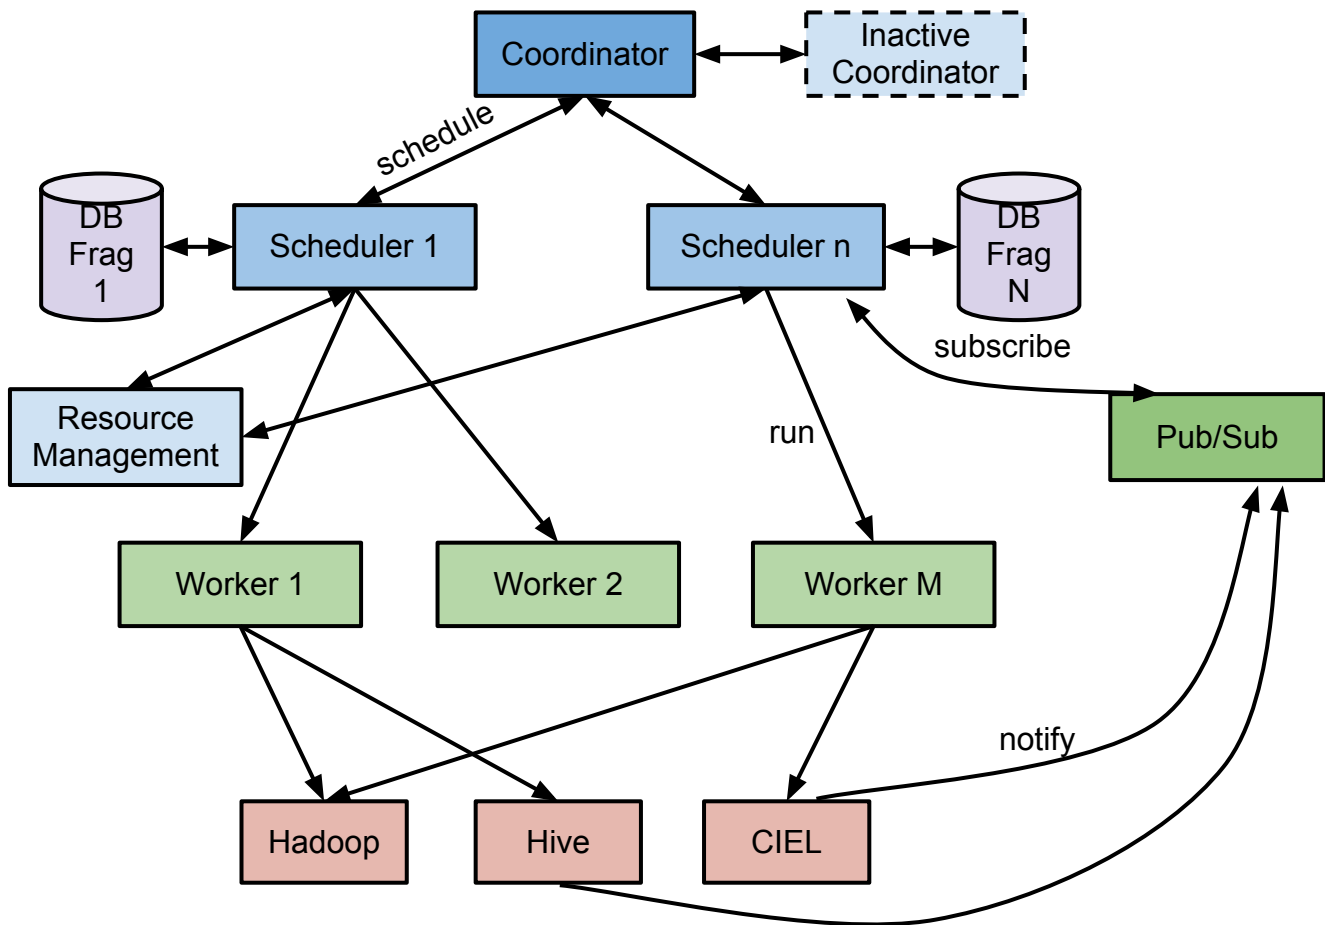 Coordinator
Inactive
Coordinator
schedule
DB
Frag
1
Scheduler 1
Scheduler n
DB
Frag
N
subscribe
Resource
Management
run
Pub/Sub
Worker 1
Worker 2
Worker M
notify
Hadoop
Hive
CIEL